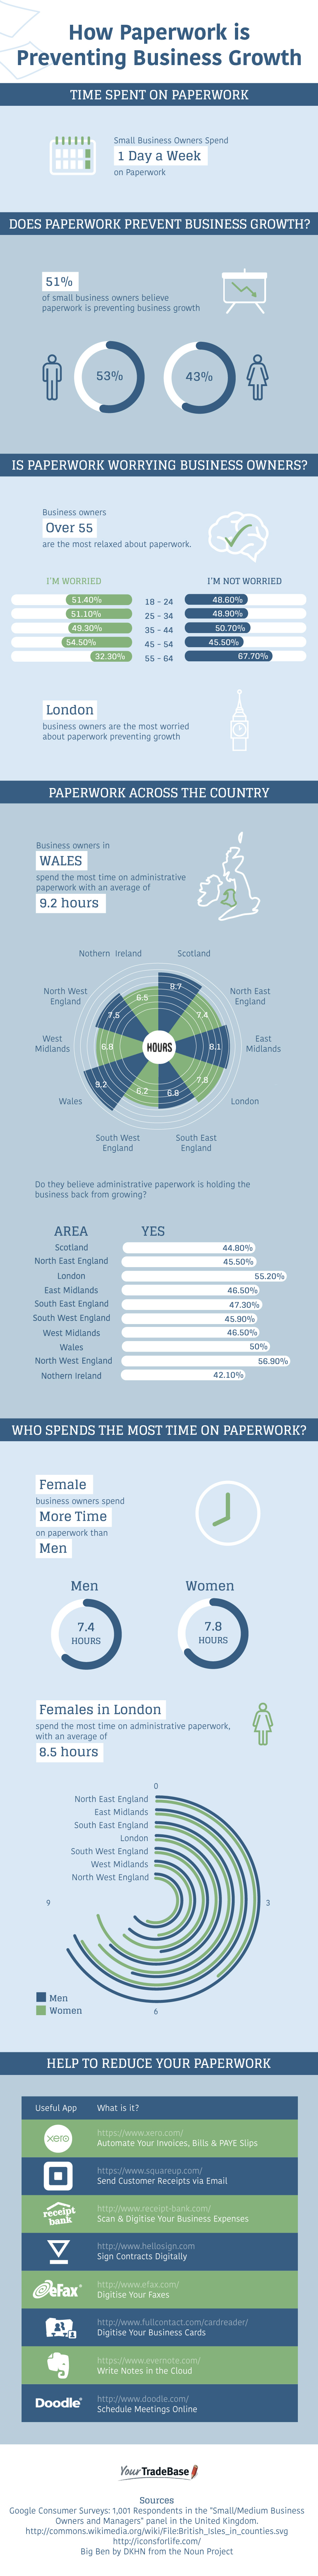 How Paperwork is
Preventing Business Growth
TIME SPENT ON PAPERWORK
Small Business Owners Spend
1 Day a Week
on Paperwork
DOES PAPERWORK PREVENT BUSINESS GROWTH?
51%
of small business owners believe
paperwork is preventing business growth
53%
43%
IS PAPERWORK WORRYING BUSINESS OWNERS?
Business owners
Over 55
are the most relaxed about paperwork.
I'M WORRIED
I'M NOT WORRIED
51.40% 18 - 24 48.60%
51.10% 25 - 34 48.90%
49.30% 35 - 44 50.70%
54.50% 45 - 54 45.50%
32.30% 55 - 64 67.70%
London
business owners are the most worried
about paperwork preventing growth
PAPERWORK ACROSS THE COUNTRY
Business owners in
WALES
spend the most time on administrative
paperwork with an average of
9.2 hours
Nothern Ireland
Scotland
North West
England
North East
England
West
Midlands
East
Midlands
Wales
London
South West
England
South East
England
HOURS
6.5
8.7
7.5
7.4
6.8
8.1
9.2
7.8
6.2
6.8
Do they believe administrative paperwork is holding the
business back from growing?
AREA YES
Scotland 44.80%
North East England 45.50%
London 55.20%
East Midlands 46.50%
South East England 47.30%
South West England 45.90%
West Midlands 46.50%
Wales 50%
North West England 56.90%
Nothern Ireland 42.10%
WHO SPENDS THE MOST TIME ON PAPERWORK?
Female
business owners spend
More Time
on paperwork than
Men
Men
Women
7.4
HOURS
7.8
HOURS
Females in London
spend the most time on administrative paperwork,
with an average of
8.5 hours
0
North East England
East Midlands
South East England
London
South West England
West Midlands
North West England
9
3
6
Men
Women
HELP TO REDUCE YOUR PAPERWORK
Useful App What is it?
xero
https://www.xero.com/
Automate Your Invoices, Bills & PAYE Slips
https://www.squareup.com/
Send Customer Receipts via Email
receipt
bank
http://www.receipt-bank.com/
Scan & Digitise Your Business Expenses
http://www.hellosign.com
Sign Contracts Digitally
eFax
http://www.efax.com/
Digitise Your Faxes
http://www.fullcontact.com/cardreader/
Digitise Your Business Cards
https://www.evernote.com/
Write Notes in the Cloud
Doodle
http://www.doodle.com/
Schedule Meetings Online
Your TradeBase
Sources
Google Consumer Surveys: 1,001 Respondents in the "Small/Medium Business
Owners and Managers" panel in the United Kingdom.
http://commons.wikimedia.org/wiki/File:British_Isles_in_counties.svg
http://iconsforlife.com/
Big Ben by DKHN from the Noun Project